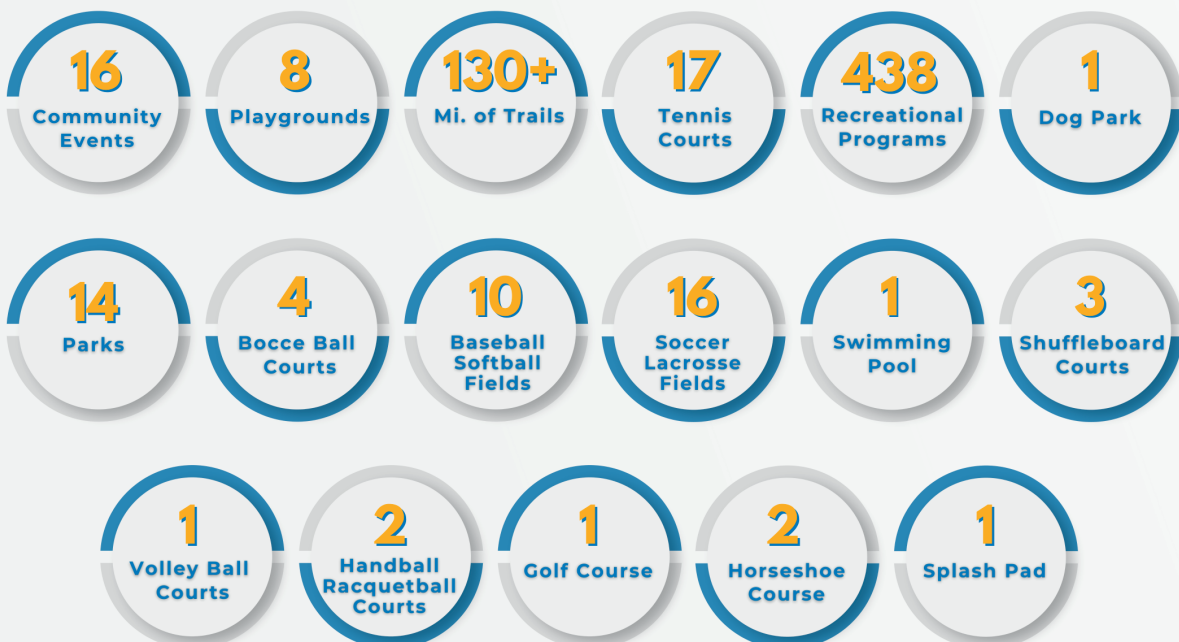 16
Community
Events
8
Playgrounds
130+
Mi. of Trails
17
Tennis
Courts
438
Recreational
Programs
1
Dog Park
14
Parks
4
Bocce Ball
Courts
10
Baseball
Softball
Fields
16
Soccer
Lacrosse
Fields
1
Swimming
Pool
3
Shuffleboard
Courts
1
Volley Ball
Courts
2
Handball
Racquetball
Courts
1
Golf Course
2
Horseshoe
Course
1
Splash Pad